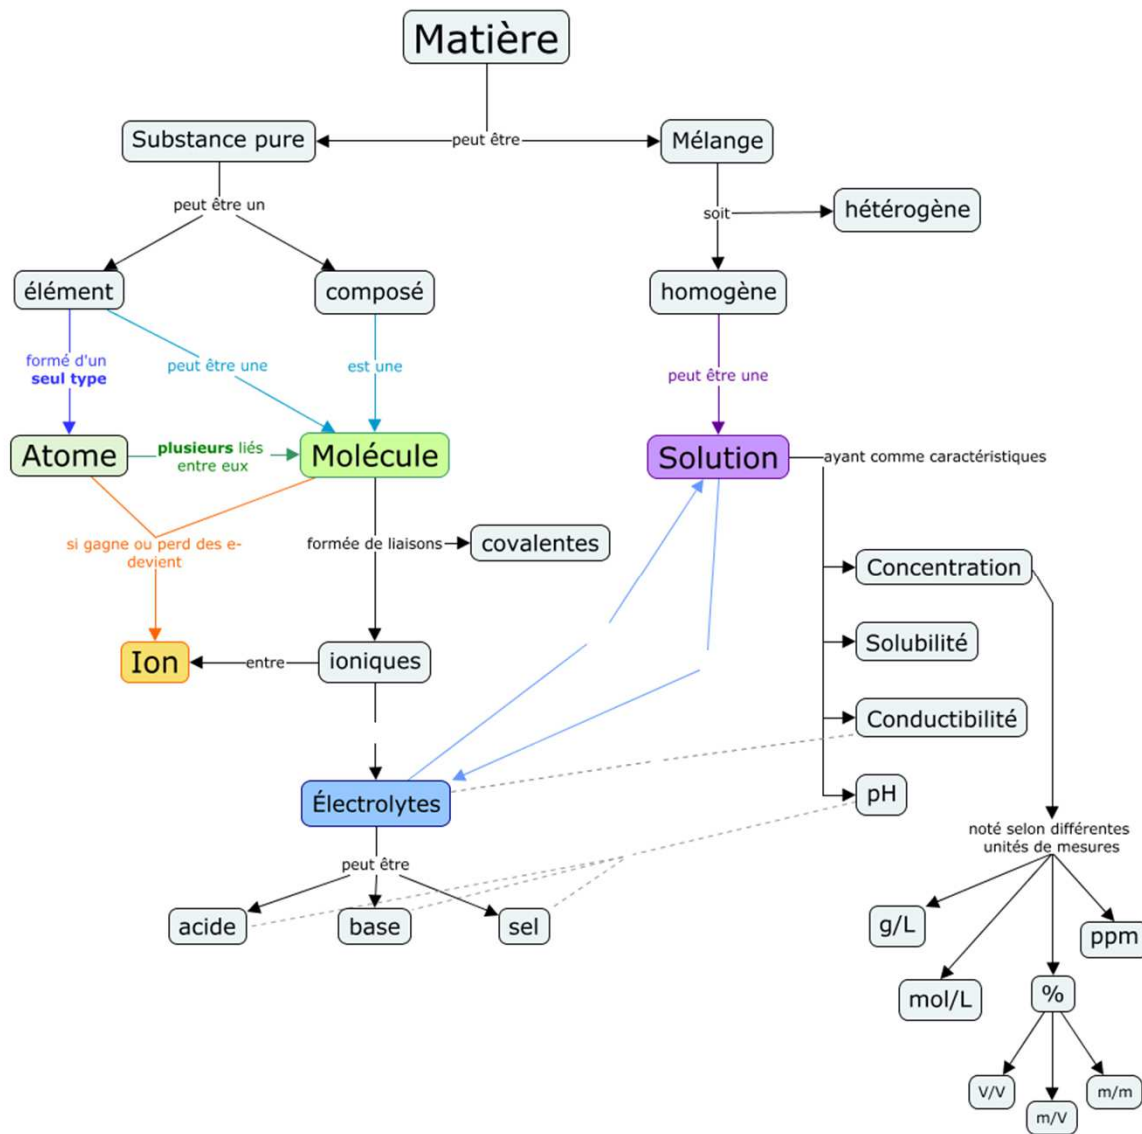 Matière
Substance pure
peut être
Mélange
peut être un
soit
hétérogène
élément
composé
homogène
formé d'un
seul type
peut être une
est une
peut être une
Atome
plusieurs liés
entre eux
Molécule
Solution
ayant comme caractéristiques
si gagne ou perd des e-
devient
formée de liaisons
covalentes
Concentration
Solubilité
Ion
entre
ioniques
Conductibilité
Électrolytes
pH
noté selon différentes
unités de mesures
peut être
acide
base
sel
g/L
ppm
mol/L
%
V/V
m/V
m/m